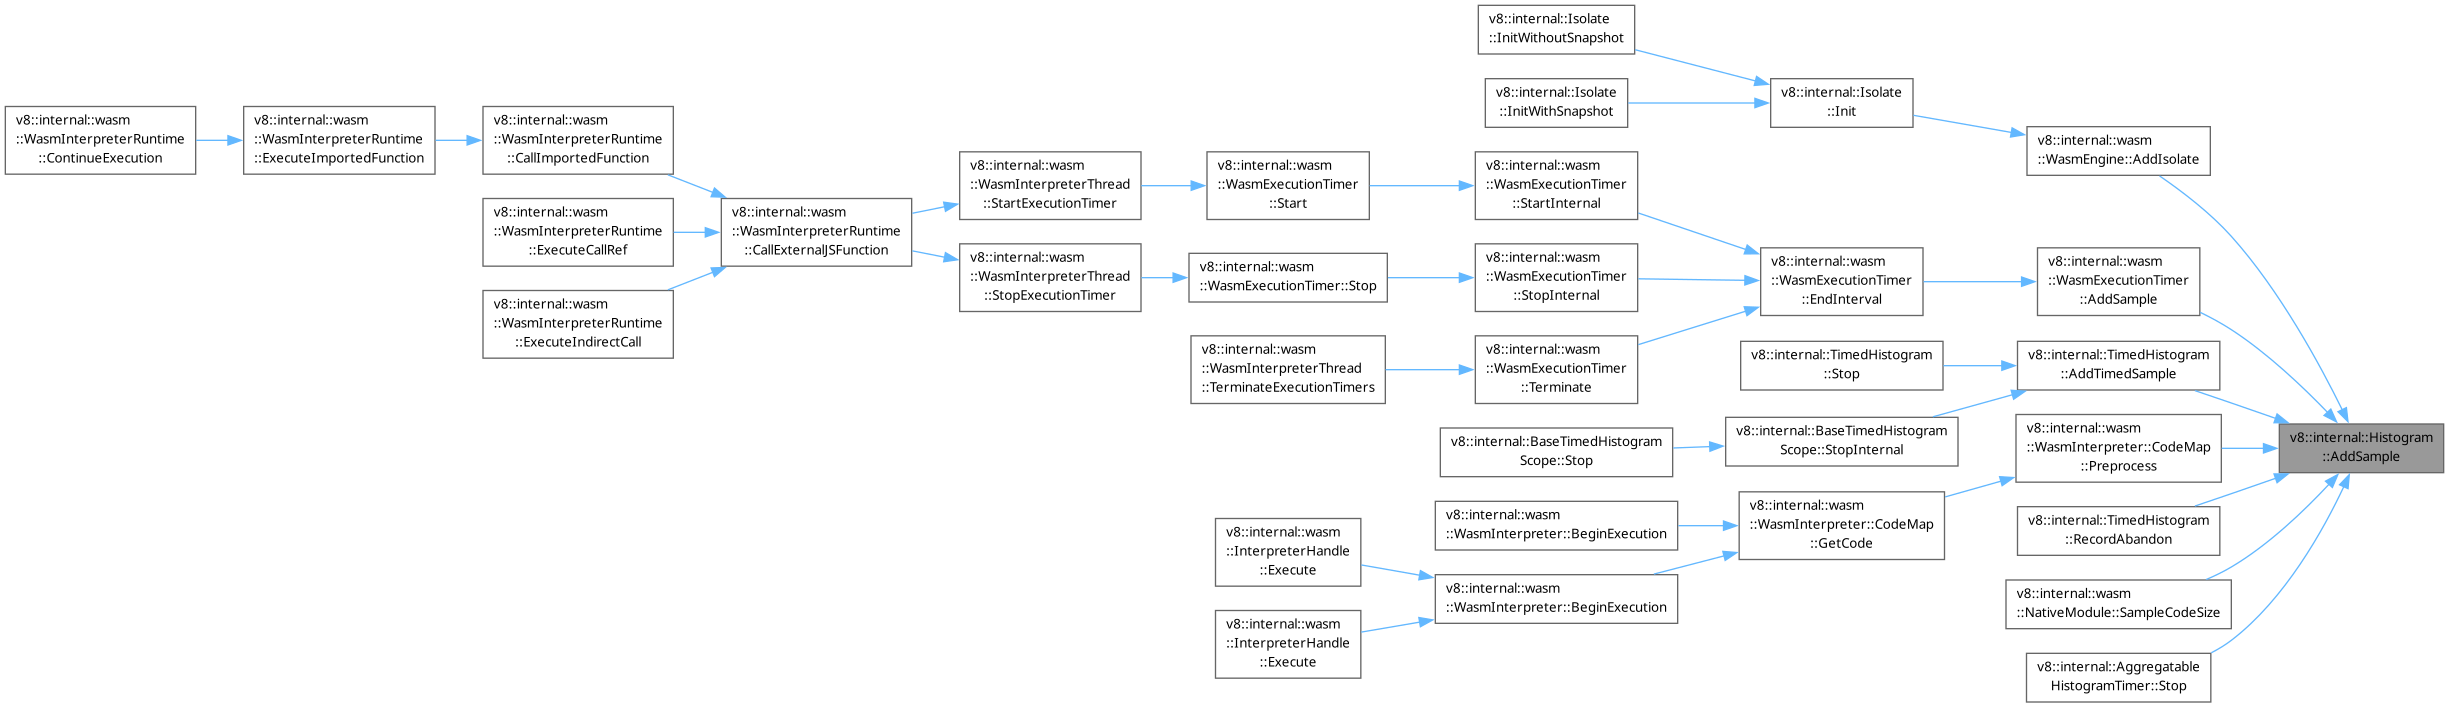 v8::internal::Isolate
::InitWithoutSnapshot
v8::internal::Isolate
::InitWithSnapshot
v8::internal::Isolate
::Init
v8::internal::wasm
::WasmEngine::AddIsolate
v8::internal::wasm
::WasmInterpreterRuntime
::ContinueExecution
v8::internal::wasm
::WasmInterpreterRuntime
::ExecuteImportedFunction
v8::internal::wasm
::WasmInterpreterRuntime
::CallImportedFunction
v8::internal::wasm
::WasmInterpreterRuntime
::ExecuteCallRef
v8::internal::wasm
::WasmInterpreterRuntime
::ExecuteIndirectCall
v8::internal::wasm
::WasmInterpreterRuntime
::CallExternalJSFunction
v8::internal::wasm
::WasmInterpreterThread
::StartExecutionTimer
v8::internal::wasm
::WasmInterpreterThread
::StopExecutionTimer
v8::internal::wasm
::WasmExecutionTimer
::Start
v8::internal::wasm
::WasmExecutionTimer::Stop
v8::internal::wasm
::WasmInterpreterThread
::TerminateExecutionTimers
v8::internal::wasm
::WasmExecutionTimer
::StartInternal
v8::internal::wasm
::WasmExecutionTimer
::StopInternal
v8::internal::wasm
::WasmExecutionTimer
::Terminate
v8::internal::wasm
::WasmExecutionTimer
::EndInterval
v8::internal::wasm
::WasmExecutionTimer
::AddSample
v8::internal::TimedHistogram
::Stop
v8::internal::TimedHistogram
::AddTimedSample
v8::internal::BaseTimedHistogram
Scope::Stop
v8::internal::BaseTimedHistogram
Scope::StopInternal
v8::internal::wasm
::WasmInterpreter::CodeMap
::Preprocess
v8::internal::Histogram
::AddSample
v8::internal::wasm
::WasmInterpreter::BeginExecution
v8::internal::wasm
::WasmInterpreter::CodeMap
::GetCode
v8::internal::TimedHistogram
::RecordAbandon
v8::internal::wasm
::InterpreterHandle
::Execute
v8::internal::wasm
::WasmInterpreter::BeginExecution
v8::internal::wasm
::NativeModule::SampleCodeSize
v8::internal::wasm
::InterpreterHandle
::Execute
v8::internal::Aggregatable
HistogramTimer::Stop